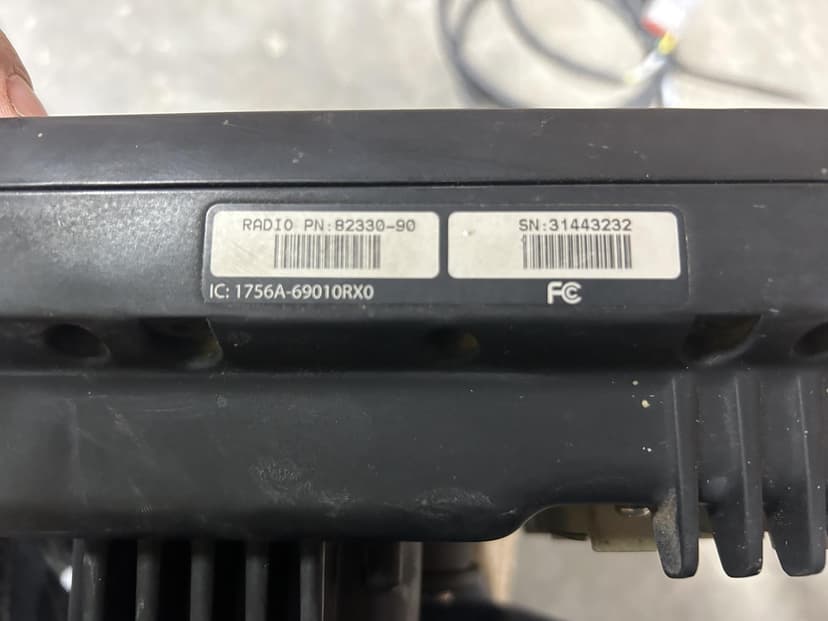 RADIO PN:82330-90
SN:31443232
IC: 1756A-69010RX0
FC